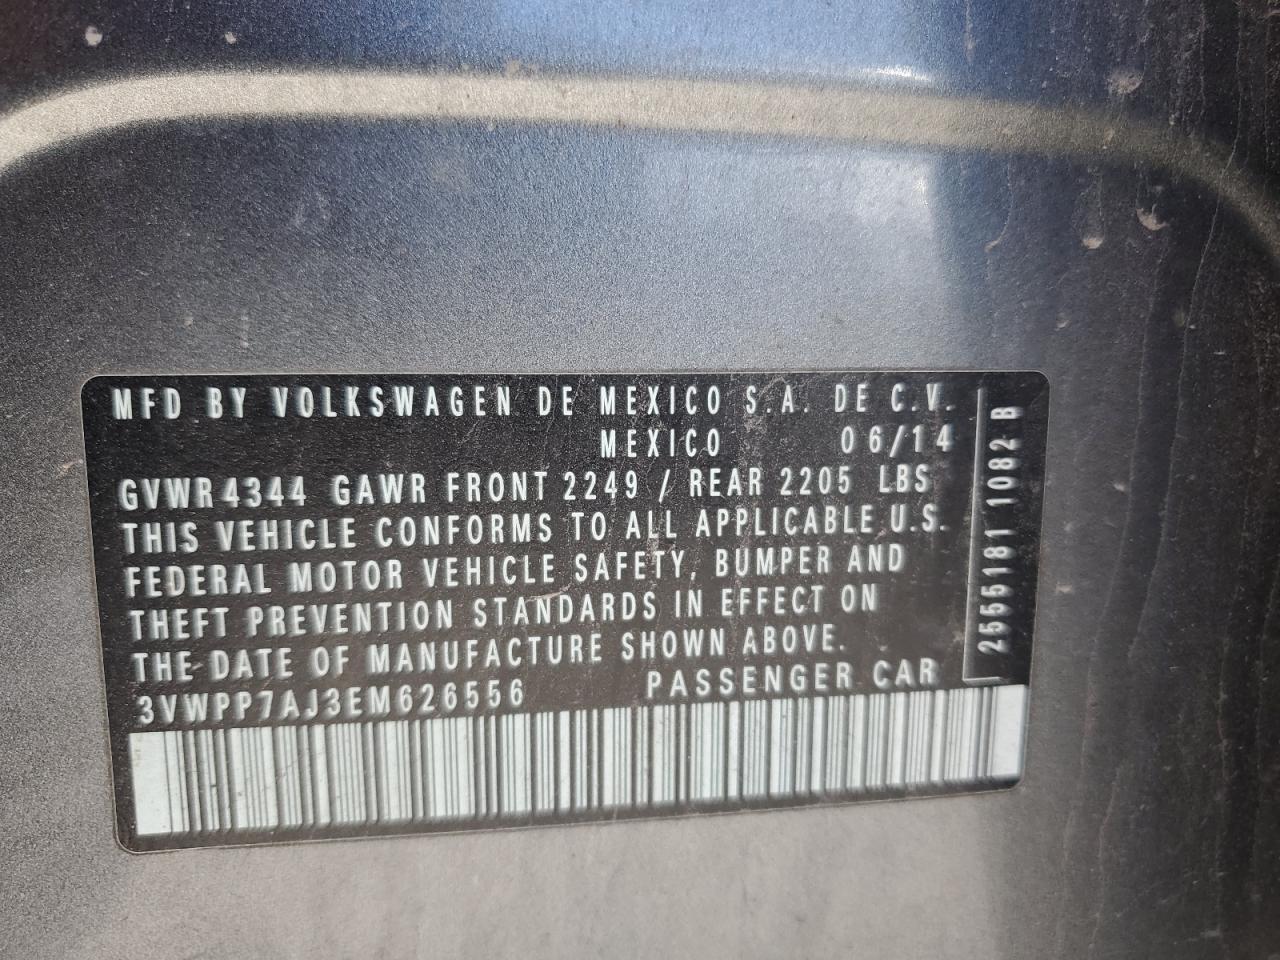 MFD BY VOLKSWAGEN DE MEXICO S.A. DE C.V.
MEXICO 06/14
GVWR 4344 GAWR FRONT 2249 / REAR 2205 LBS
THIS VEHICLE CONFORMS TO ALL APPLICABLE U.S.
FEDERAL MOTOR VEHICLE SAFETY, BUMPER AND
THEFT PREVENTION STANDARDS IN EFFECT ON
THE DATE OF MANUFACTURE SHOWN ABOVE.
3VWPP7AJ3EM626556 PASSENGER CAR
2555181 1082 B